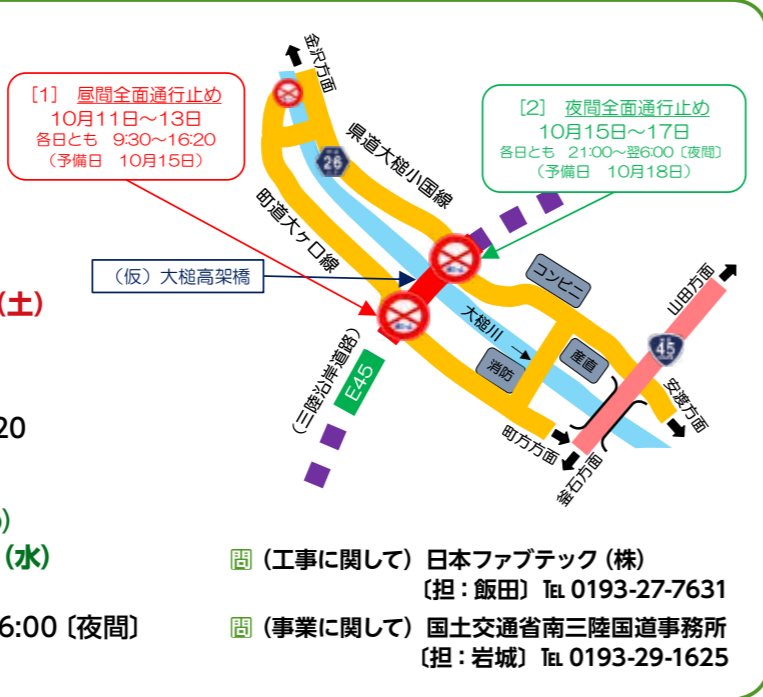 [1] 昼間全面通行止め
10月11日～13日
各日とも 9:30～16:20
（予備日 10月15日）
[2] 夜間全面通行止め
10月15日～17日
各日とも 21:00～翌6:00〔夜間〕
（予備日 10月18日）
金沢方面
26
県道大槌小国線
町道大ケ口線
（仮）大槌高架橋
コンビニ
山田方面
大槌川
消防
産直
45
安渡方面
（三陸沿岸道路）
E45
町方方面
釜石方面
（土）
20
（水）
6:00〔夜間〕
問（工事に関して）日本ファブテック（株）
〔担：飯田〕℡ 0193-27-7631
問（事業に関して）国土交通省南三陸国道事務所
〔担：岩城〕℡ 0193-29-1625